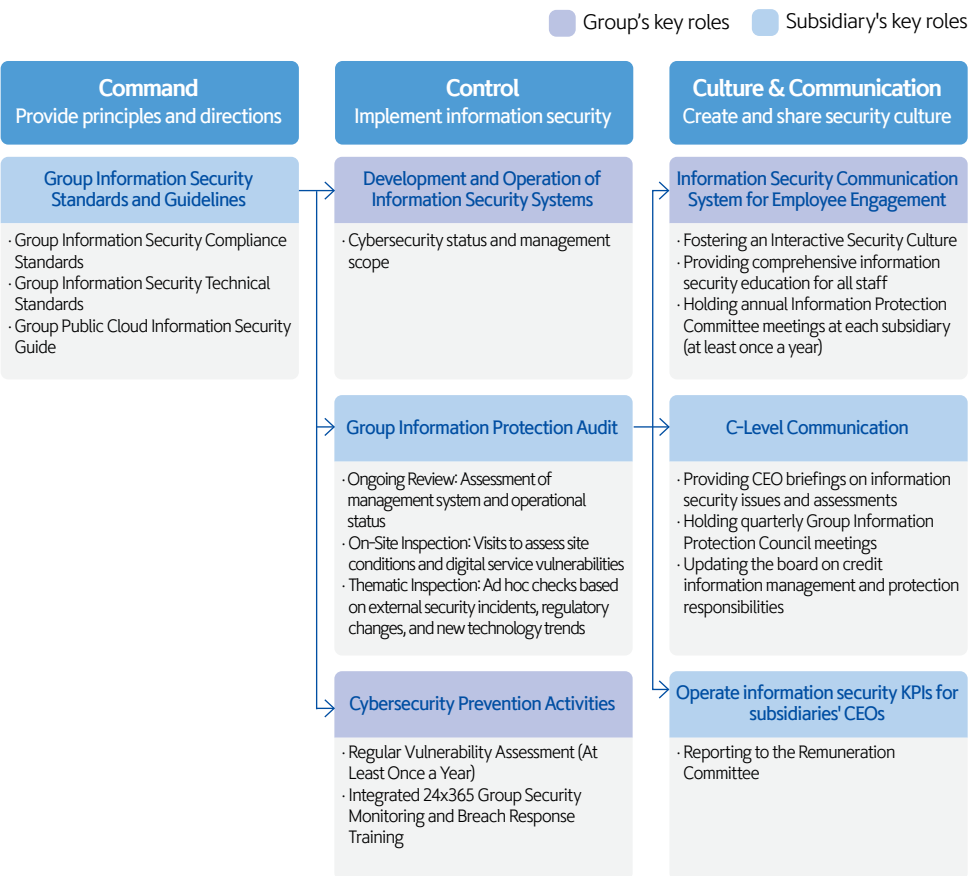 Group's key roles
Subsidiary's key roles
Command
Provide principles and directions
Group Information Security
Standards and Guidelines
· Group Information Security Compliance
Standards
· Group Information Security Technical
Standards
· Group Public Cloud Information Security
Guide
Control
Implement information security
Development and Operation of
Information Security Systems
· Cybersecurity status and management
scope
Group Information Protection Audit
· Ongoing Review: Assessment of
management system and operational
status
· On-Site Inspection: Visits to assess site
conditions and digital service vulnerabilities
· Thematic Inspection: Ad hoc checks based
on external security incidents, regulatory
changes, and new technology trends
Cybersecurity Prevention Activities
· Regular Vulnerability Assessment (At
Least Once a Year)
· Integrated 24x365 Group Security
Monitoring and Breach Response
Training
Culture & Communication
Create and share security culture
Information Security Communication
System for Employee Engagement
· Fostering an Interactive Security Culture
· Providing comprehensive information
security education for all staff
· Holding annual Information Protection
Committee meetings at each subsidiary
(at least once a year)
C-Level Communication
· Providing CEO briefings on information
security issues and assessments
· Holding quarterly Group Information
Protection Council meetings
· Updating the board on credit
information management and protection
responsibilities
Operate information security KPIs for
subsidiaries' CEOs
· Reporting to the Remuneration
Committee